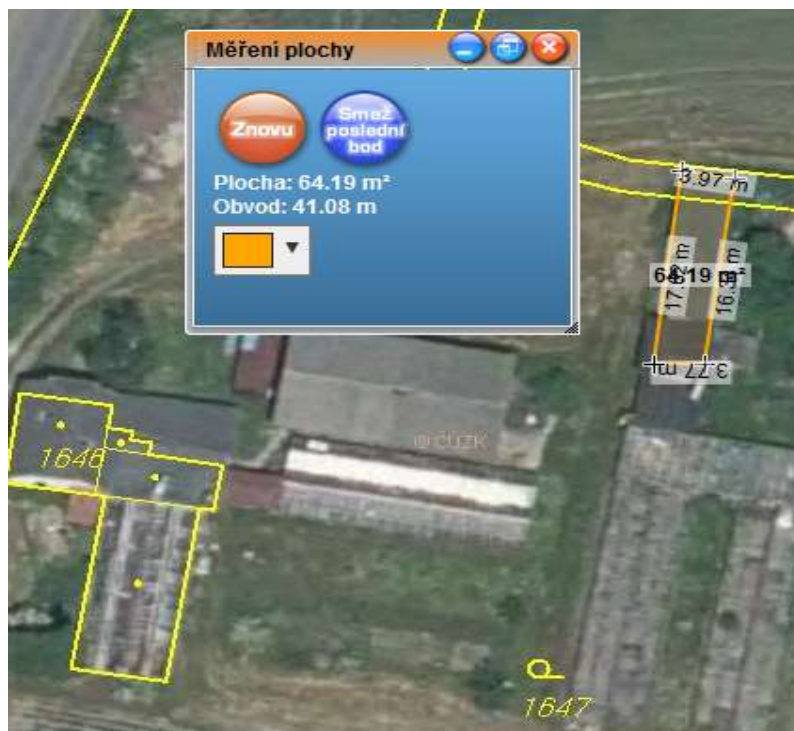 Měření plochy
Znovu
Smež
poslední
bod
Plocha: 64.19 m²
Obvod: 41.08 m
3.97 m
64.19 m²
3.77 m
1646
© ČÚZK
1647